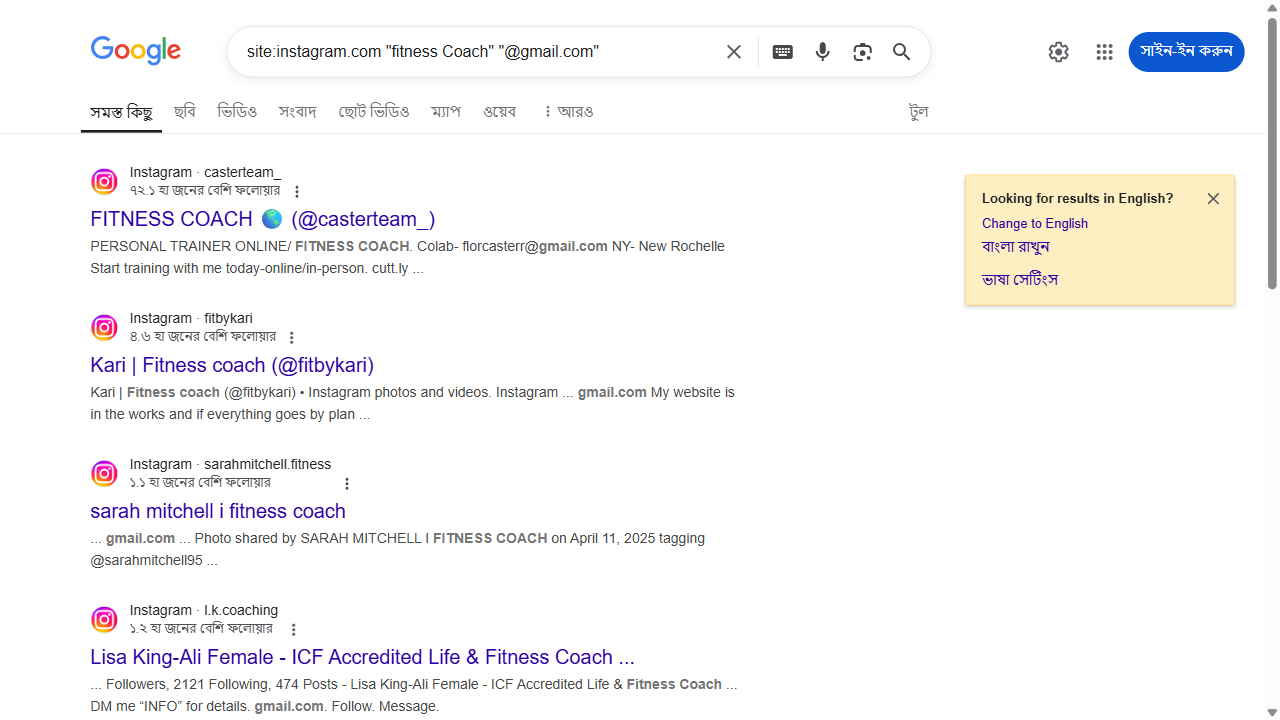 Google
site:instagram.com "fitness Coach" "@gmail.com"
সাইন-ইন করুন
সমস্ত কিছু ছবি ভিডিও সংবাদ ছোট ভিডিও ম্যাপ ওয়েব আরও টুল
Instagram · casterteam_
৭২.১ হা জনের বেশি ফলোয়ার
FITNESS COACH 🌎 (@casterteam_)
PERSONAL TRAINER ONLINE/ FITNESS COACH. Colab- florcasterr@gmail.com NY- New Rochelle
Start training with me today-online/in-person. cutt.ly ...
Looking for results in English?
Change to English
বাংলা রাখুন
ভাষা সেটিংস
Instagram · fitbykari
৪.৬ হা জনের বেশি ফলোয়ার
Kari | Fitness coach (@fitbykari)
Kari | Fitness coach (@fitbykari) • Instagram photos and videos. Instagram ... gmail.com My website is
in the works and if everything goes by plan ...
Instagram · sarahmitchell.fitness
১.১ হা জনের বেশি ফলোয়ার
sarah mitchell i fitness coach
... gmail.com ... Photo shared by SARAH MITCHELL I FITNESS COACH on April 11, 2025 tagging
@sarahmitchell95 ...
Instagram · l.k.coaching
১.২ হা জনের বেশি ফলোয়ার
Lisa King-Ali Female - ICF Accredited Life & Fitness Coach ...
... Followers, 2121 Following, 474 Posts - Lisa King-Ali Female - ICF Accredited Life & Fitness Coach ...
DM me “INFO” for details. gmail.com. Follow. Message.